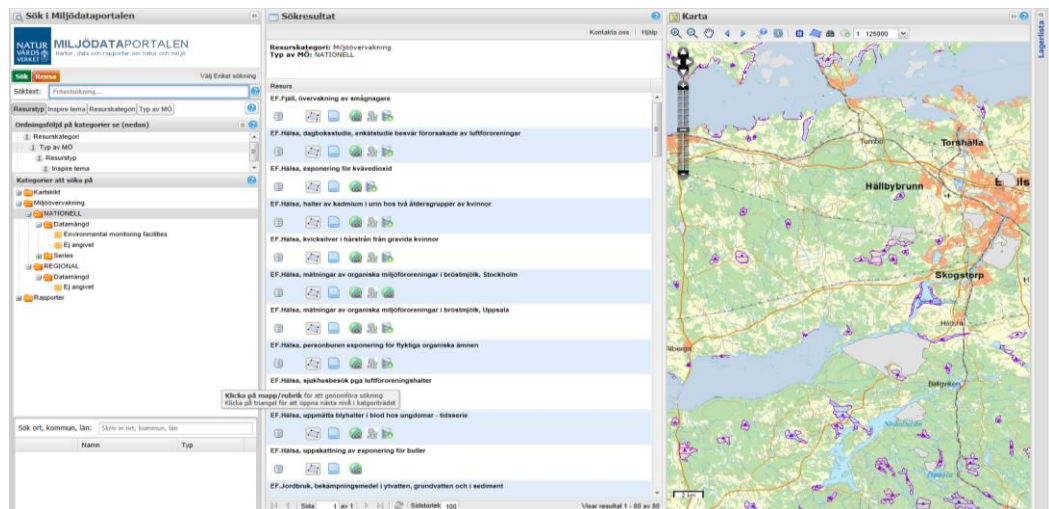 Sök i Miljödataportalen
NATUR
VÅRDS
VERKET
MILJÖDATAPORTALEN
Kartor, data och rapporter om natur och miljö
Sök Rensa
Välj Enkel sökning
Söktext: Fritextsökning...
Resurstyp Inspire tema Resurskategori Typ av MÖ
Ordningsföljd på kategorier se (nedan)
Resurskategori
Typ av MÖ
Resurstyp
Inspire tema
Kategorier att söka på
Kartskikt
Miljöövervakning
NATIONELL
Datamängd
Environmental monitoring facilities
Ej angivet
Series
REGIONAL
Datamängd
Ej angivet
Rapporter
Klicka på mapp/rubrik för att genomföra sökning
Klicka på triangel för att öppna nästa nivå i katgoriträdet
Sök ort, kommun, län: Skriv in ort, kommun, län
Namn Typ
Sökresultat
Kontakta oss Hjälp
Resurskategori: Miljöövervakning
Typ av MÖ: NATIONELL
Resurs
EF.Fjäll, övervakning av smågnagare
EF.Hälsa, dagboksstudie, enkätstudie besvär förorsakade av luftföroreningar
EF.Hälsa, exponering för kvävedioxid
EF.Hälsa, halter av kadmium i urin hos två åldersgrupper av kvinnor
EF.Hälsa, kvicksilver i hårstrån från gravida kvinnor
EF.Hälsa, mätningar av organiska miljöföroreningar i bröstmjölk, Stockholm
EF.Hälsa, mätningar av organiska miljöföroreningar i bröstmjölk, Uppsala
EF.Hälsa, personburen exponering för flyktiga organiska ämnen
EF.Hälsa, sjukhusbesök pga luftföroreningshalter
EF.Hälsa, uppmätta blyhalter i blod hos ungdomar - tidsserie
EF.Hälsa, uppskattning av exponering för buller
EF.Jordbruk, bekämpningsmedel i ytvatten, grundvatten och i sediment
Sida 1 av 1 Sidstorlek 100 Visar resultat 1 - 80 av 80
Karta
1: 125000
Torshälla
Hällbybrunn
Skogstorp
Hällsta
Bälgviken
2 km
Lagerlista